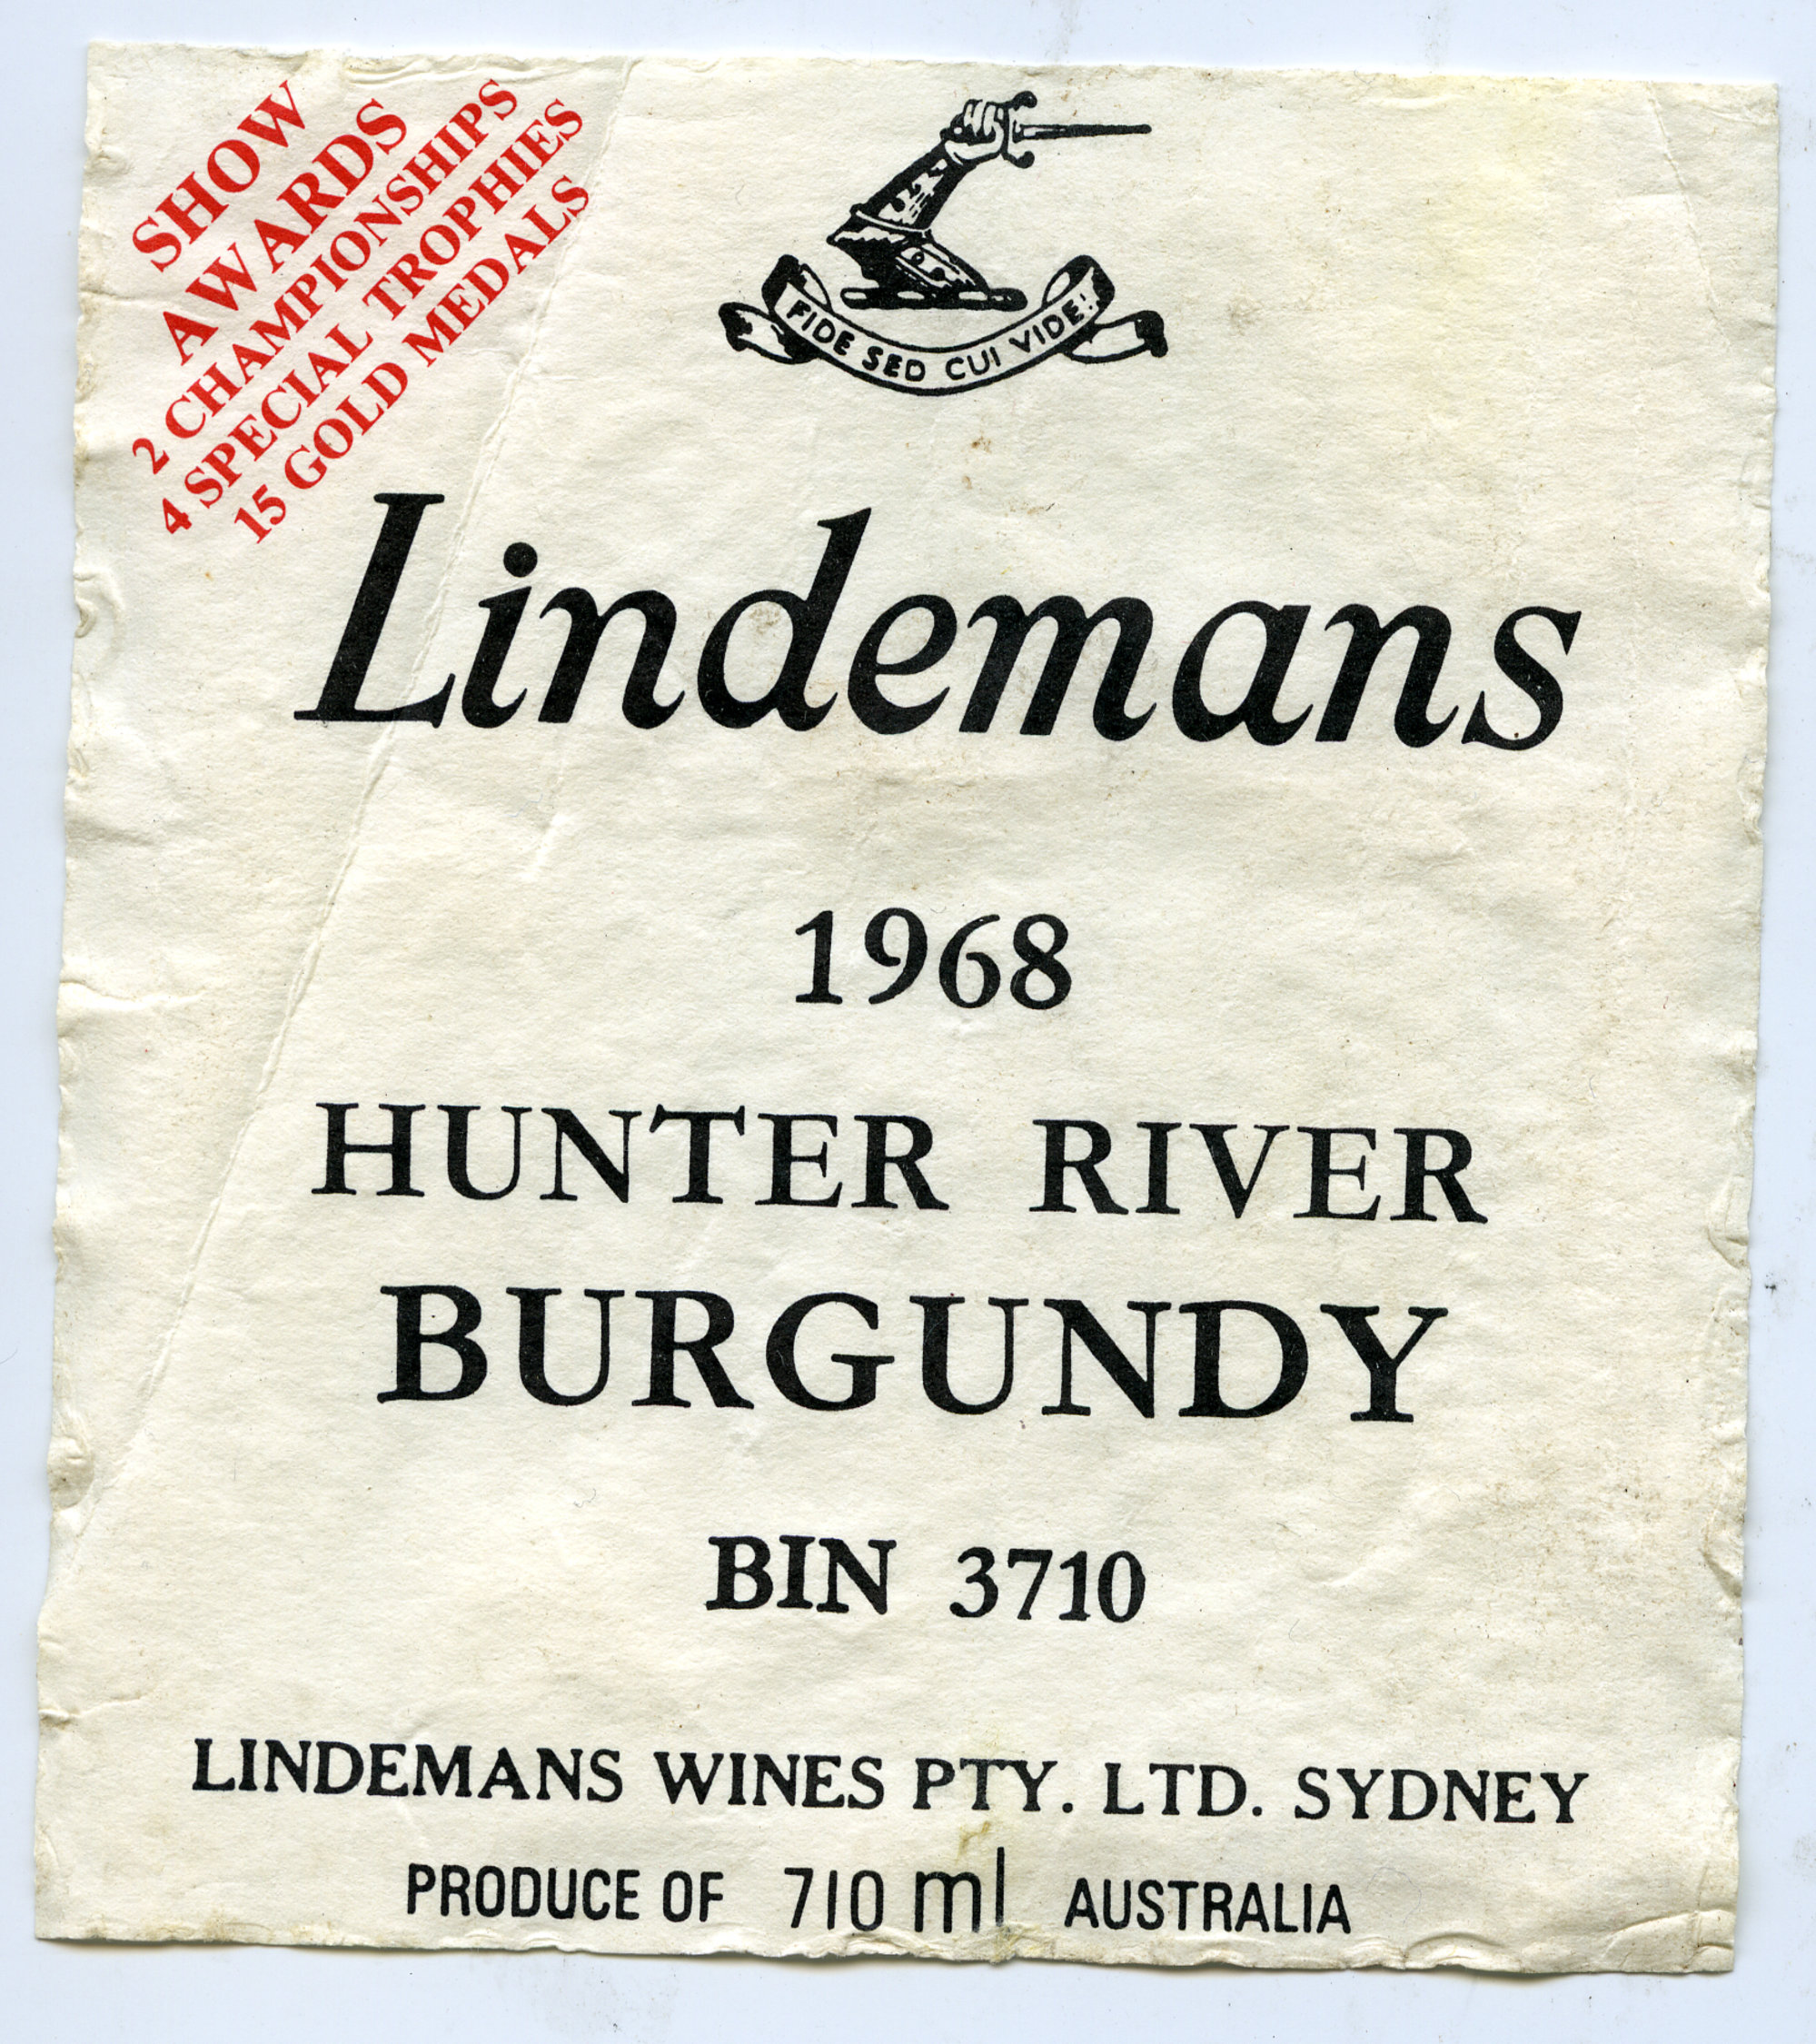 SHOW
AWARDS
2 CHAMPIONSHIPS
4 SPECIAL TROPHIES
15 GOLD MEDALS
FIDE SED CUI VIDE!
Lindemans
1968
HUNTER RIVER
BURGUNDY
BIN 3710
LINDEMANS WINES PTY. LTD. SYDNEY
PRODUCE OF 710 ml AUSTRALIA